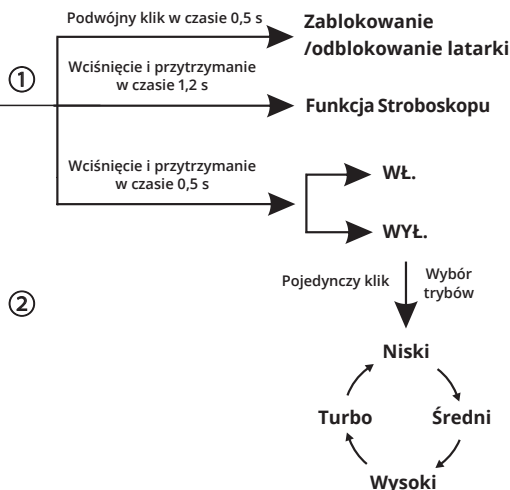 Podwójny klik w czasie 0,5 s
Zablokowanie
/odblokowanie latarki
①
Wciśnięcie i przytrzymanie
w czasie 1,2 s
Funkcja Stroboskopu
Wciśnięcie i przytrzymanie
w czasie 0,5 s
WŁ.
WYŁ.
②
Pojedynczy klik
Wybór
trybów
Niski
Turbo
Średni
Wysoki